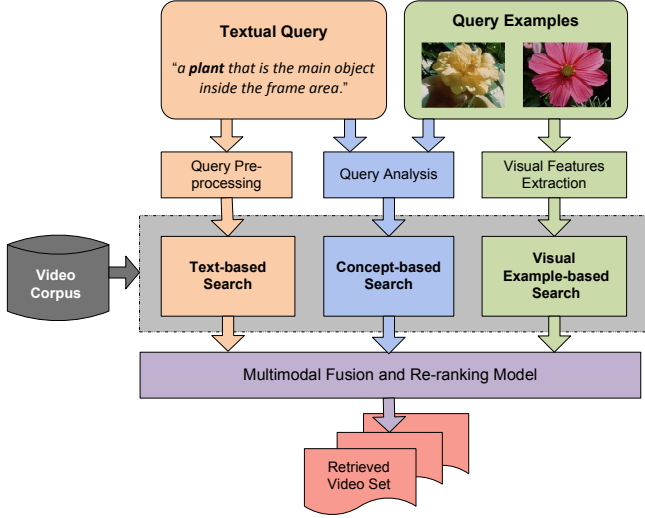 Textual Query
“a plant that is the main object
inside the frame area.”
Query Examples
Query Pre-
processing
Query Analysis
Visual Features
Extraction
Video
Corpus
Text-based
Search
Concept-based
Search
Visual
Example-based
Search
Multimodal Fusion and Re-ranking Model
Retrieved
Video Set